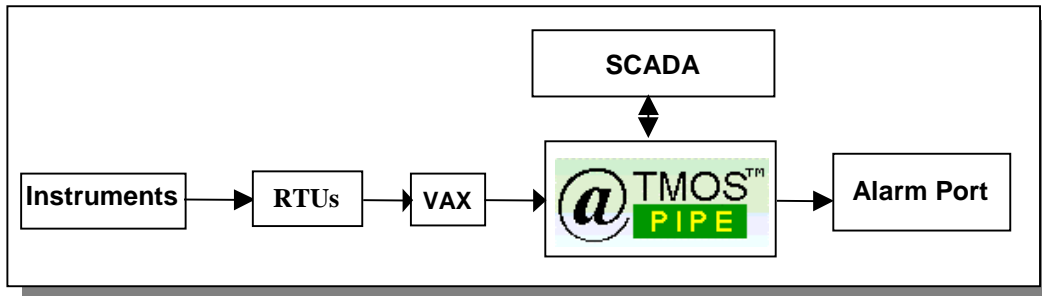 SCADA
Instruments
RTUs
VAX
@TMOS™
PIPE
Alarm Port